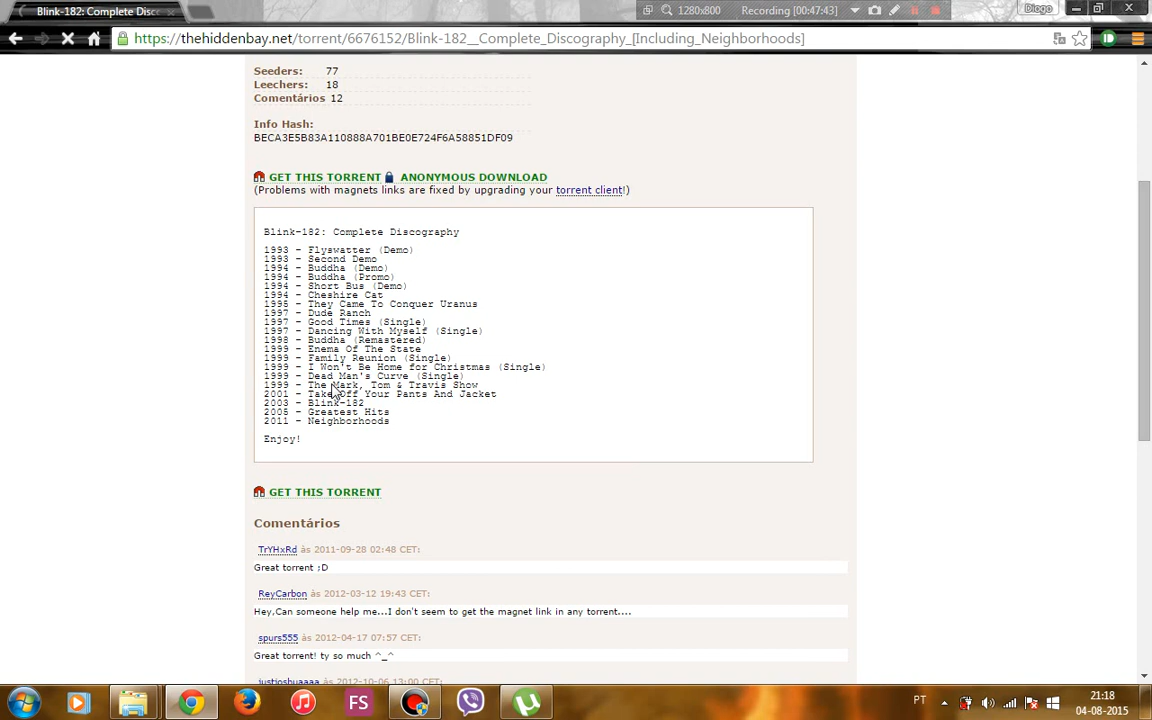 Blink-182: Complete Disc
1280x800
Recording [00:47:43]
Diogo
https://thehiddenbay.net/torrent/6676152/Blink-182__Complete_Discography_[Including_Neighborhoods]
Seeders: 77
Leechers: 18
Comentários 12
Info Hash:
BECA3E5B83A110888A701BE0E724F6A58851DF09
GET THIS TORRENT ANONYMOUS DOWNLOAD
(Problems with magnets links are fixed by upgrading your torrent client!)
Blink-182: Complete Discography
1993 - Flyswatter (Demo)
1993 - Second Demo
1994 - Buddha (Demo)
1994 - Buddha (Promo)
1994 - Short Bus (Demo)
1994 - Cheshire Cat
1995 - They Came To Conquer Uranus
1997 - Dude Ranch
1997 - Good Times (Single)
1997 - Dancing With Myself (Single)
1998 - Buddha (Remastered)
1999 - Enema Of The State
1999 - Family Reunion (Single)
1999 - I Won't Be Home for Christmas (Single)
1999 - Dead Man's Curve (Single)
1999 - The Mark, Tom & Travis Show
2001 - Take Off Your Pants And Jacket
2003 - Blink-182
2005 - Greatest Hits
2011 - Neighborhoods
Enjoy!
GET THIS TORRENT
Comentários
TrYHxRd às 2011-09-28 02:48 CET:
Great torrent ;D
ReyCarbon às 2012-03-12 19:43 CET:
Hey,Can someone help me...I don't seem to get the magnet link in any torrent....
spurs555 às 2012-04-17 07:57 CET:
Great torrent! ty so much ^_^
às 2012-10-06 13:00 CET:
FS
PT
21:18
04-08-2015